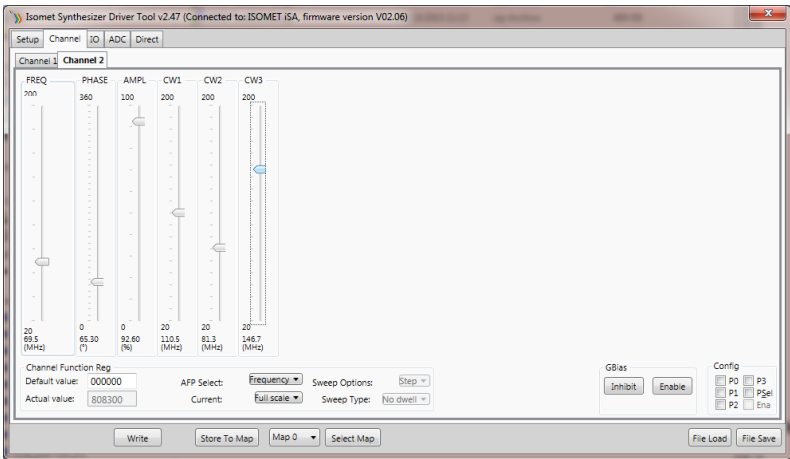 Isomet Synthesizer Driver Tool v2.47 (Connected to: ISOMET iSA, firmware version V02.06)
Setup Channel IO ADC Direct
Channel 1 Channel 2
FREQ PHASE AMPL CW1 CW2 CW3
200 360 100 200 200 200
20 0 0 20 20 20
69.5 65.30 92.60 110.5 81.3 146.7
(MHz) (°) (%) (MHz) (MHz) (MHz)
Channel Function Reg GBias Config
Default value: 000000 AFP Select: Frequency Sweep Options: Step Inhibit Enable P0 P3
P1 PSel
Actual value: 808300 Current: Full scale Sweep Type: No dwell P2 Ena
Write Store To Map Map 0 Select Map File Load File Save